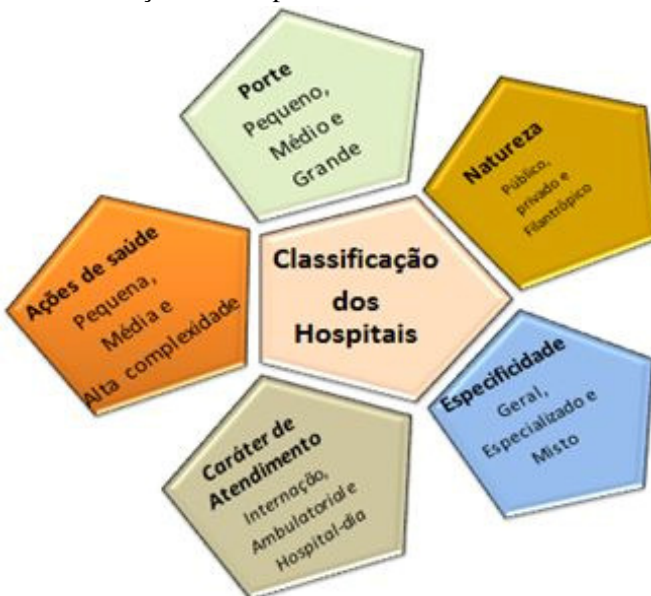 Porte
Pequeno,
Médio e
Grande
Natureza
Público,
privado e
Filantrópico
Ações de saúde
Pequena,
Média e
Alta complexidade
Classificação
dos
Hospitais
Especificidade
Geral,
Especializado e
Misto
Caráter de
Atendimento
Internação,
Ambulatorial e
Hospital-dia